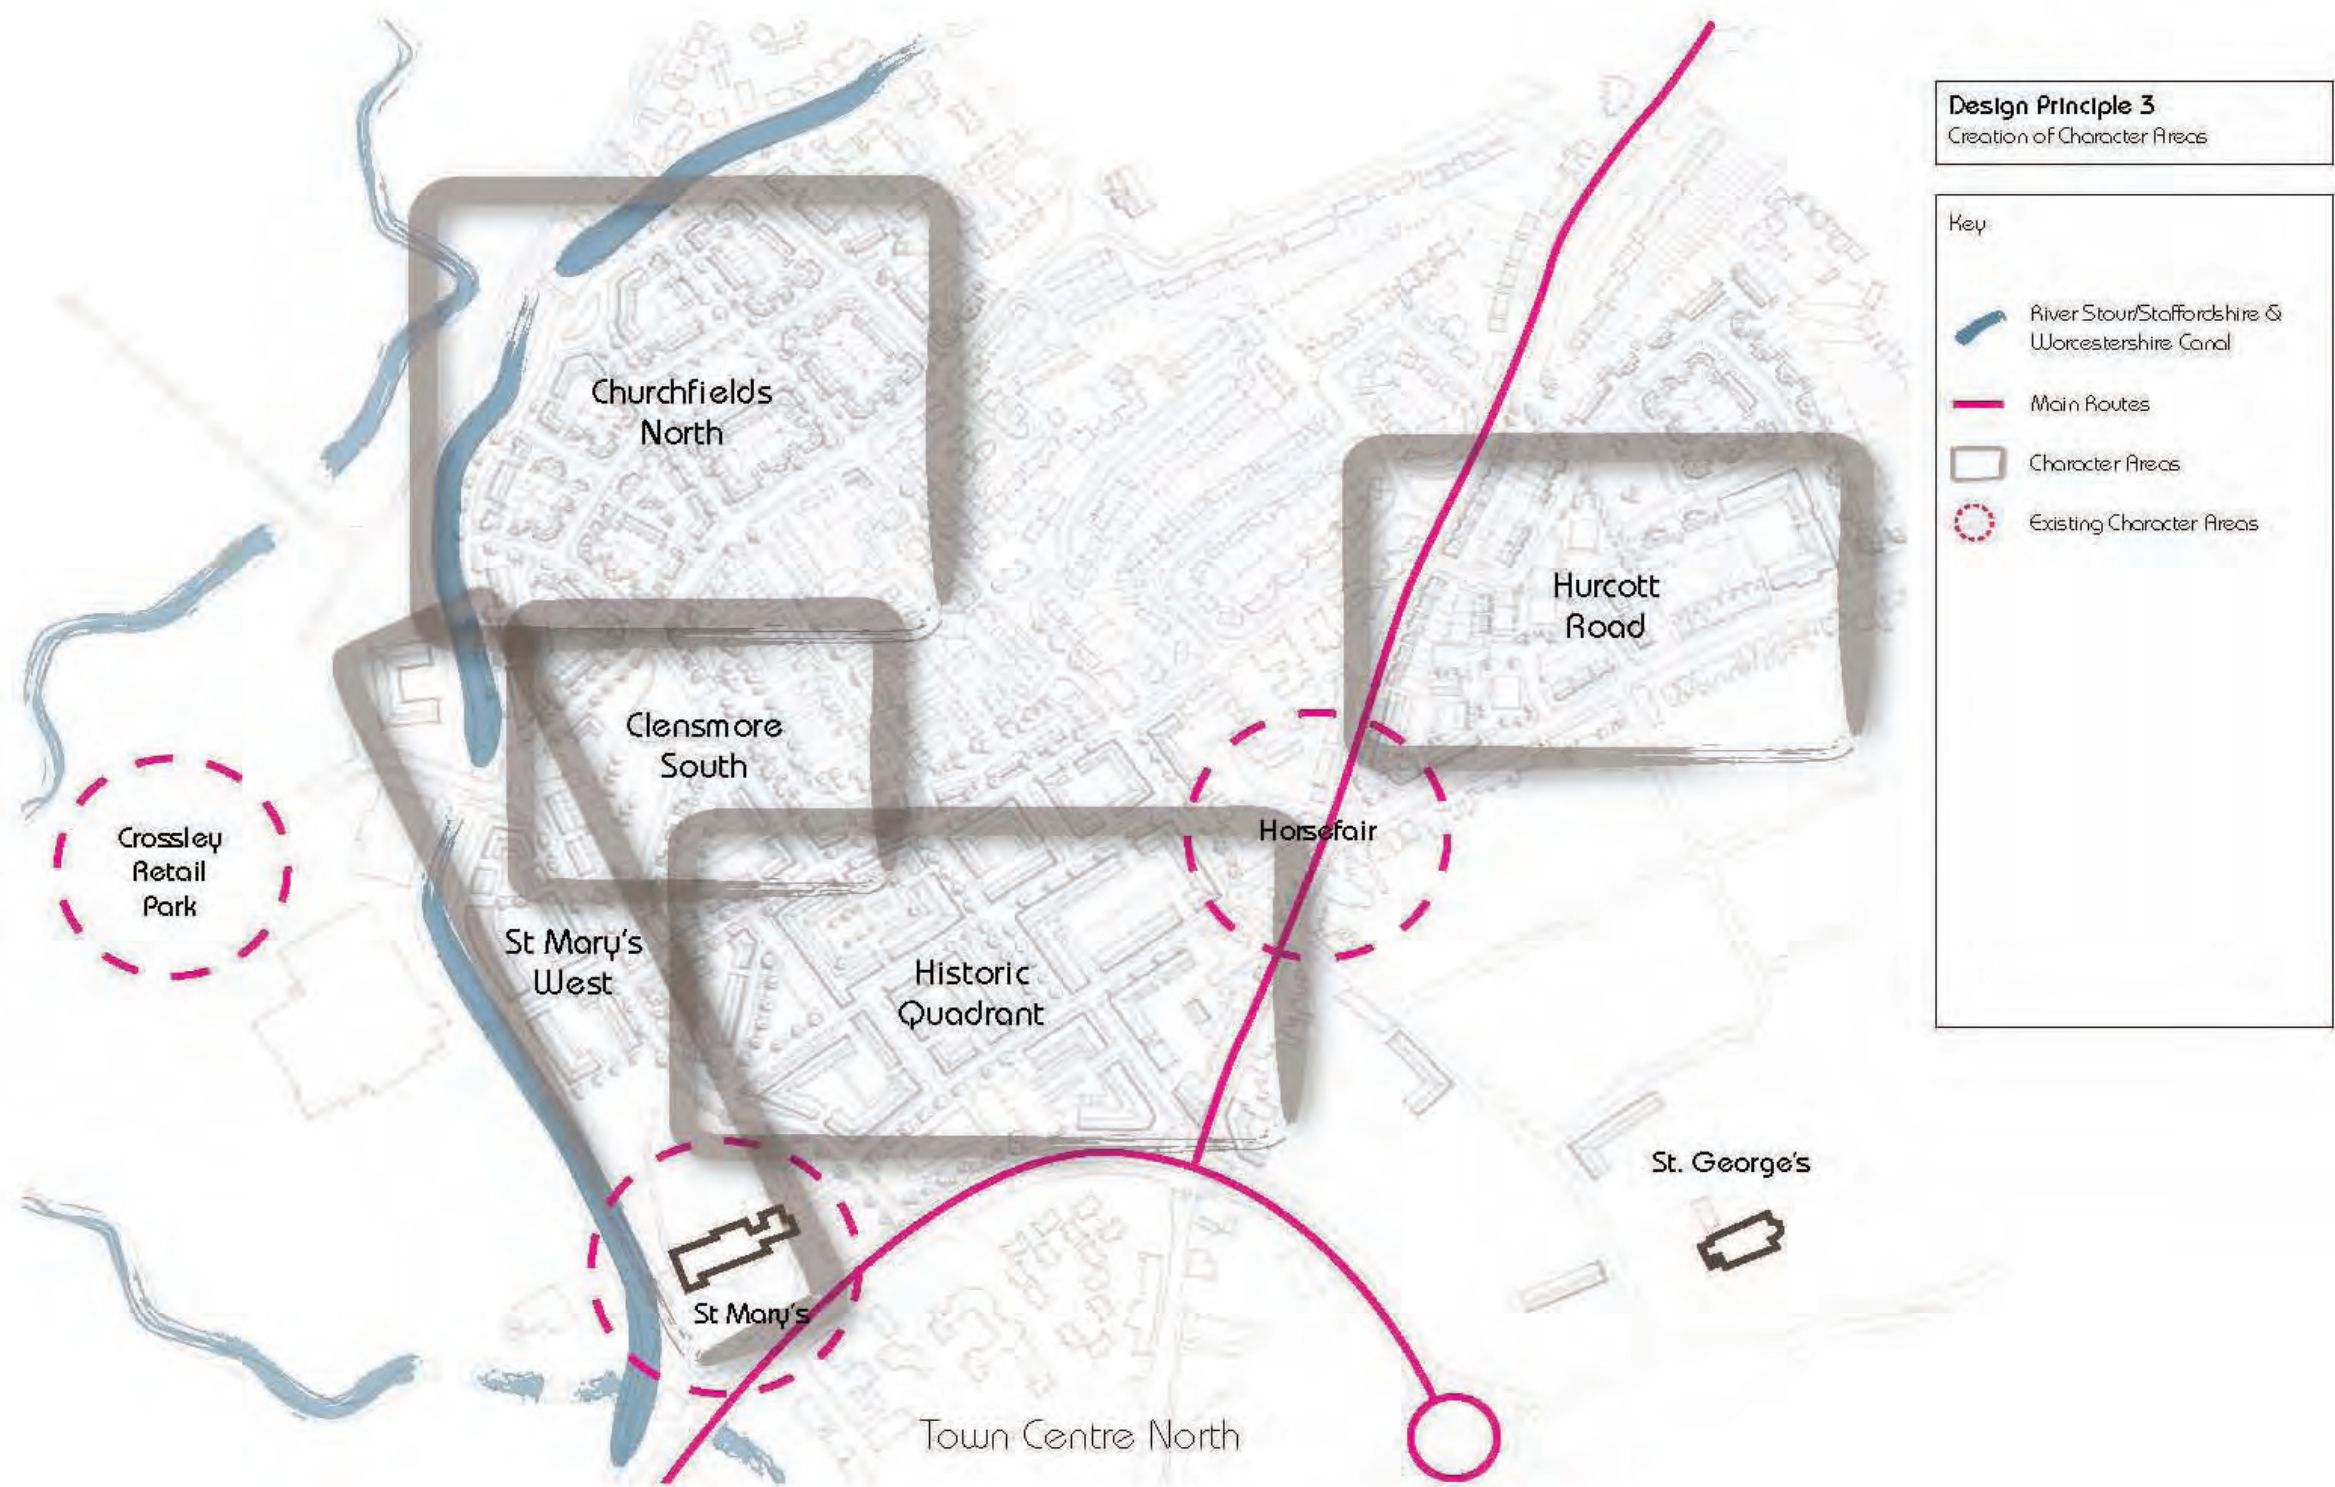 Design Principle 3
Creation of Character Areas
Key
River Stour/Staffordshire &
Worcestershire Canal
Main Routes
Character Areas
Existing Character Areas
Churchfields
North
Hurcott
Road
Clensmore
South
Crossley
Retail
Park
Horsefair
St Mary's
West
Historic
Quadrant
St. George's
St Mary's
Town Centre North